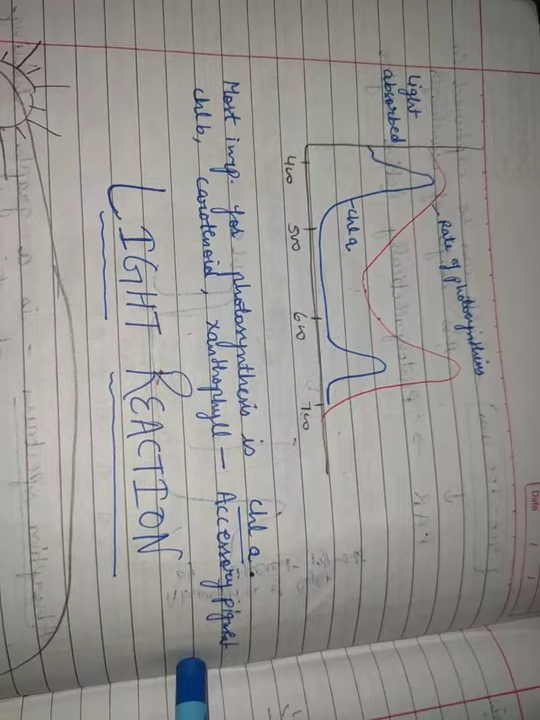 Light
absorbed
Rate of photosynthesis
chl a
400
500
600
700
Most imp. for photosynthesis is chl a.
chl b, carotenoid, xanthophyll – Accessory pigment
LIGHT REACTION
Date